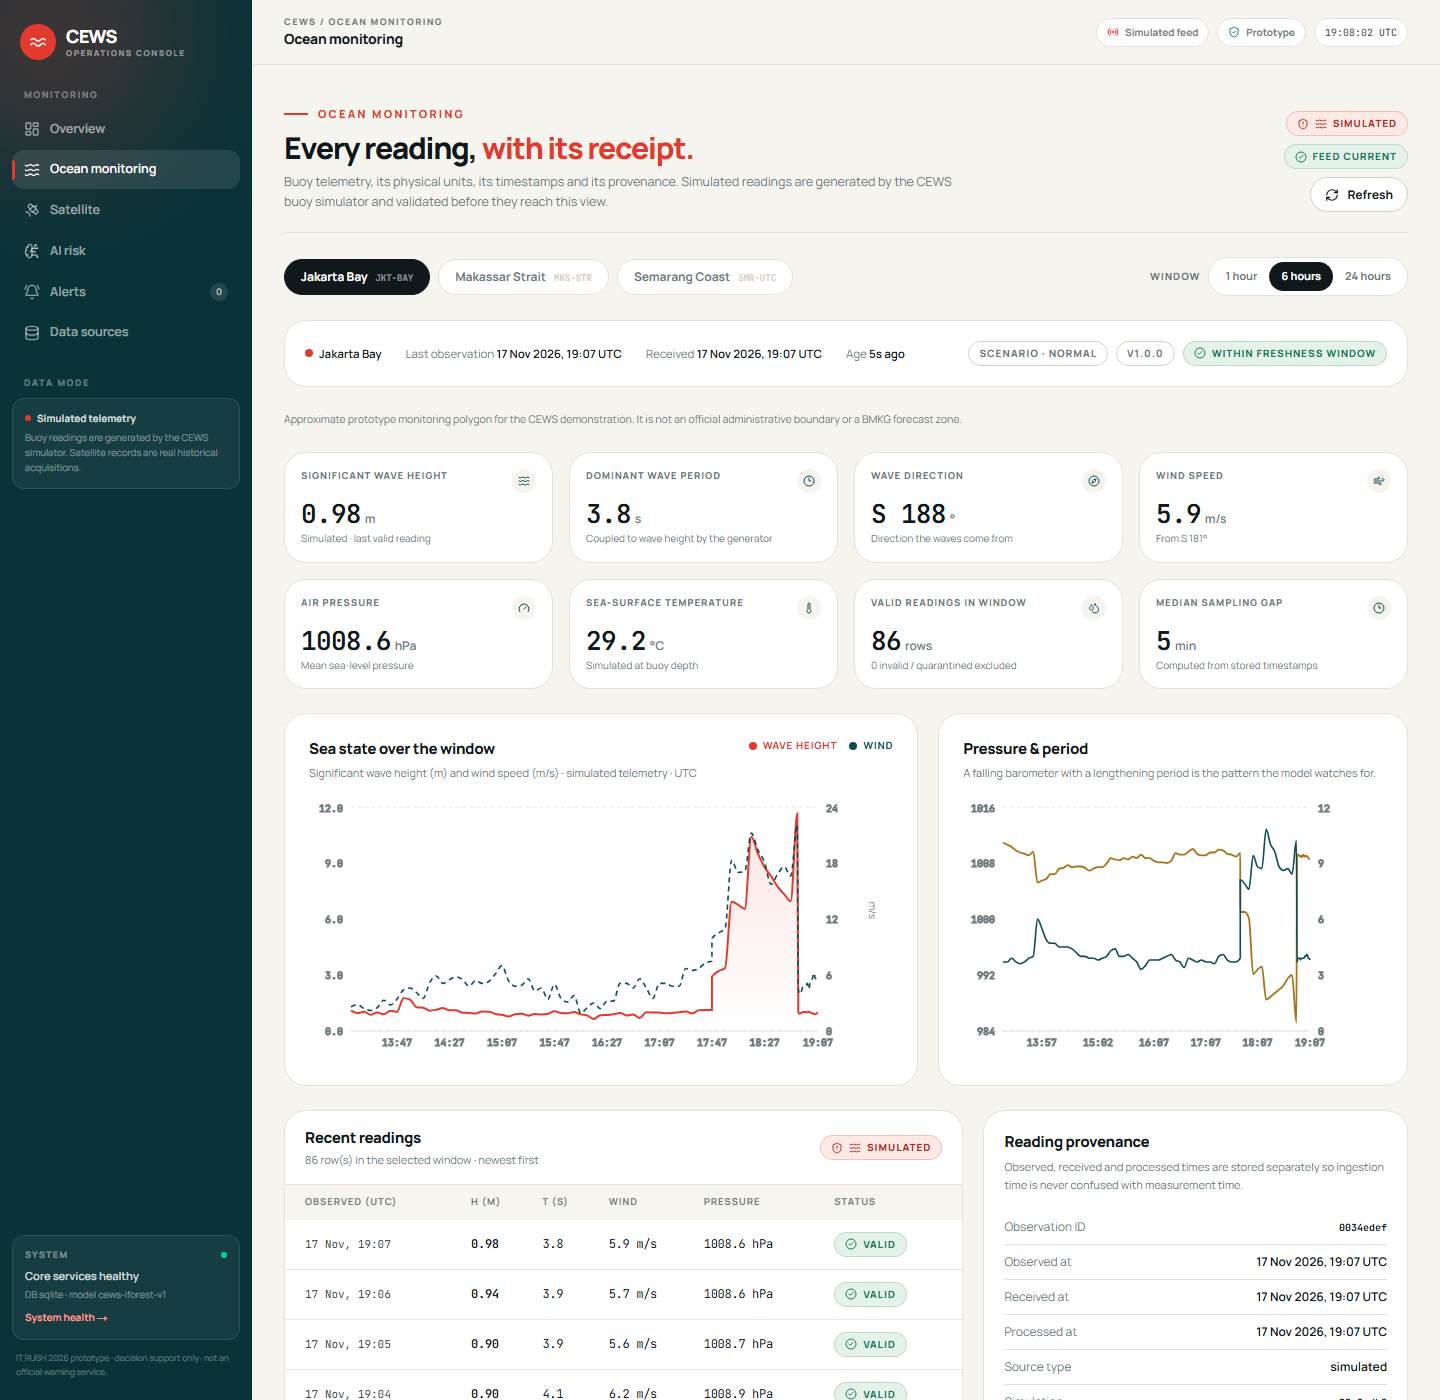 CEWS
OPERATIONS CONSOLE
MONITORING
Overview
Ocean monitoring
Satellite
AI risk
Alerts 0
Data sources
DATA MODE
Simulated telemetry
Buoy readings are generated by the CEWS
simulator. Satellite records are real historical
acquisitions.
SYSTEM
Core services healthy
DB sqlite · model cews-iforest-v1
System health →
IT RUSH 2026 prototype · decision support only · not an
official warning service.
CEWS / OCEAN MONITORING
Ocean monitoring
Simulated feed
Prototype
19:08:02 UTC
OCEAN MONITORING
Every reading, with its receipt.
Buoy telemetry, its physical units, its timestamps and its provenance. Simulated readings are generated by the CEWS
buoy simulator and validated before they reach this view.
SIMULATED
FEED CURRENT
Refresh
Jakarta Bay JKT-BAY
Makassar Strait MKS-STR
Semarang Coast SMR-UTC
WINDOW 1 hour 6 hours 24 hours
Jakarta Bay Last observation 17 Nov 2026, 19:07 UTC Received 17 Nov 2026, 19:07 UTC Age 5s ago
SCENARIO · NORMAL V1.0.0 WITHIN FRESHNESS WINDOW
Approximate prototype monitoring polygon for the CEWS demonstration. It is not an official administrative boundary or a BMKG forecast zone.
SIGNIFICANT WAVE HEIGHT
0.98 m
Simulated · last valid reading
DOMINANT WAVE PERIOD
3.8 s
Coupled to wave height by the generator
WAVE DIRECTION
S 188 °
Direction the waves come from
WIND SPEED
5.9 m/s
From S 181°
AIR PRESSURE
1008.6 hPa
Mean sea-level pressure
SEA-SURFACE TEMPERATURE
29.2 °C
Simulated at buoy depth
VALID READINGS IN WINDOW
86 rows
0 invalid / quarantined excluded
MEDIAN SAMPLING GAP
5 min
Computed from stored timestamps
Sea state over the window
WAVE HEIGHT WIND
Significant wave height (m) and wind speed (m/s) · simulated telemetry · UTC
12.0 24
9.0 18
6.0 12
m/s
3.0 6
0.0 0
13:47 14:27 15:07 15:47 16:27 17:07 17:47 18:27 19:07
Pressure & period
A falling barometer with a lengthening period is the pattern the model watches for.
1016 12
1008 9
1000 6
992 3
984 0
13:57 15:02 16:07 17:07 18:07 19:07
Recent readings
86 row(s) in the selected window · newest first
SIMULATED
OBSERVED (UTC) H (M) T (S) WIND PRESSURE STATUS
17 Nov, 19:07 0.98 3.8 5.9 m/s 1008.6 hPa VALID
17 Nov, 19:06 0.94 3.9 5.7 m/s 1008.6 hPa VALID
17 Nov, 19:05 0.90 3.9 5.6 m/s 1008.7 hPa VALID
17 Nov, 19:04 0.90 4.1 6.2 m/s 1008.9 hPa VALID
Reading provenance
Observed, received and processed times are stored separately so ingestion
time is never confused with measurement time.
Observation ID 0034edef
Observed at 17 Nov 2026, 19:07 UTC
Received at 17 Nov 2026, 19:07 UTC
Processed at 17 Nov 2026, 19:07 UTC
Source type simulated